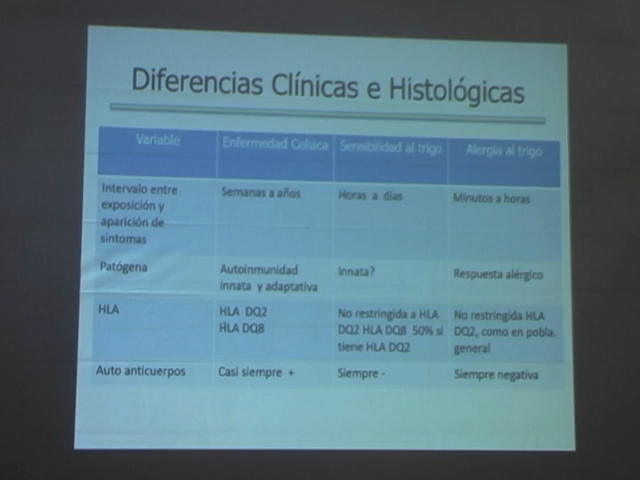 Diferencias Clínicas e Histológicas
Variable Enfermedad Celiaca Sensibilidad al trigo Alergia al trigo
Intervalo entre
exposición y
aparición de
síntomas
Semanas a años
Horas a días
Minutos a horas
Patógena
Autoinmunidad
innata y adaptativa
Innata?
Respuesta alérgico
HLA
HLA DQ2
HLA DQ8
No restringida a HLA
DQ2 HLA DQ8 50% si
tiene HLA DQ2
No restringida HLA
DQ2, como en pobla.
general
Auto anticuerpos
Casi siempre +
Siempre -
Siempre negativa